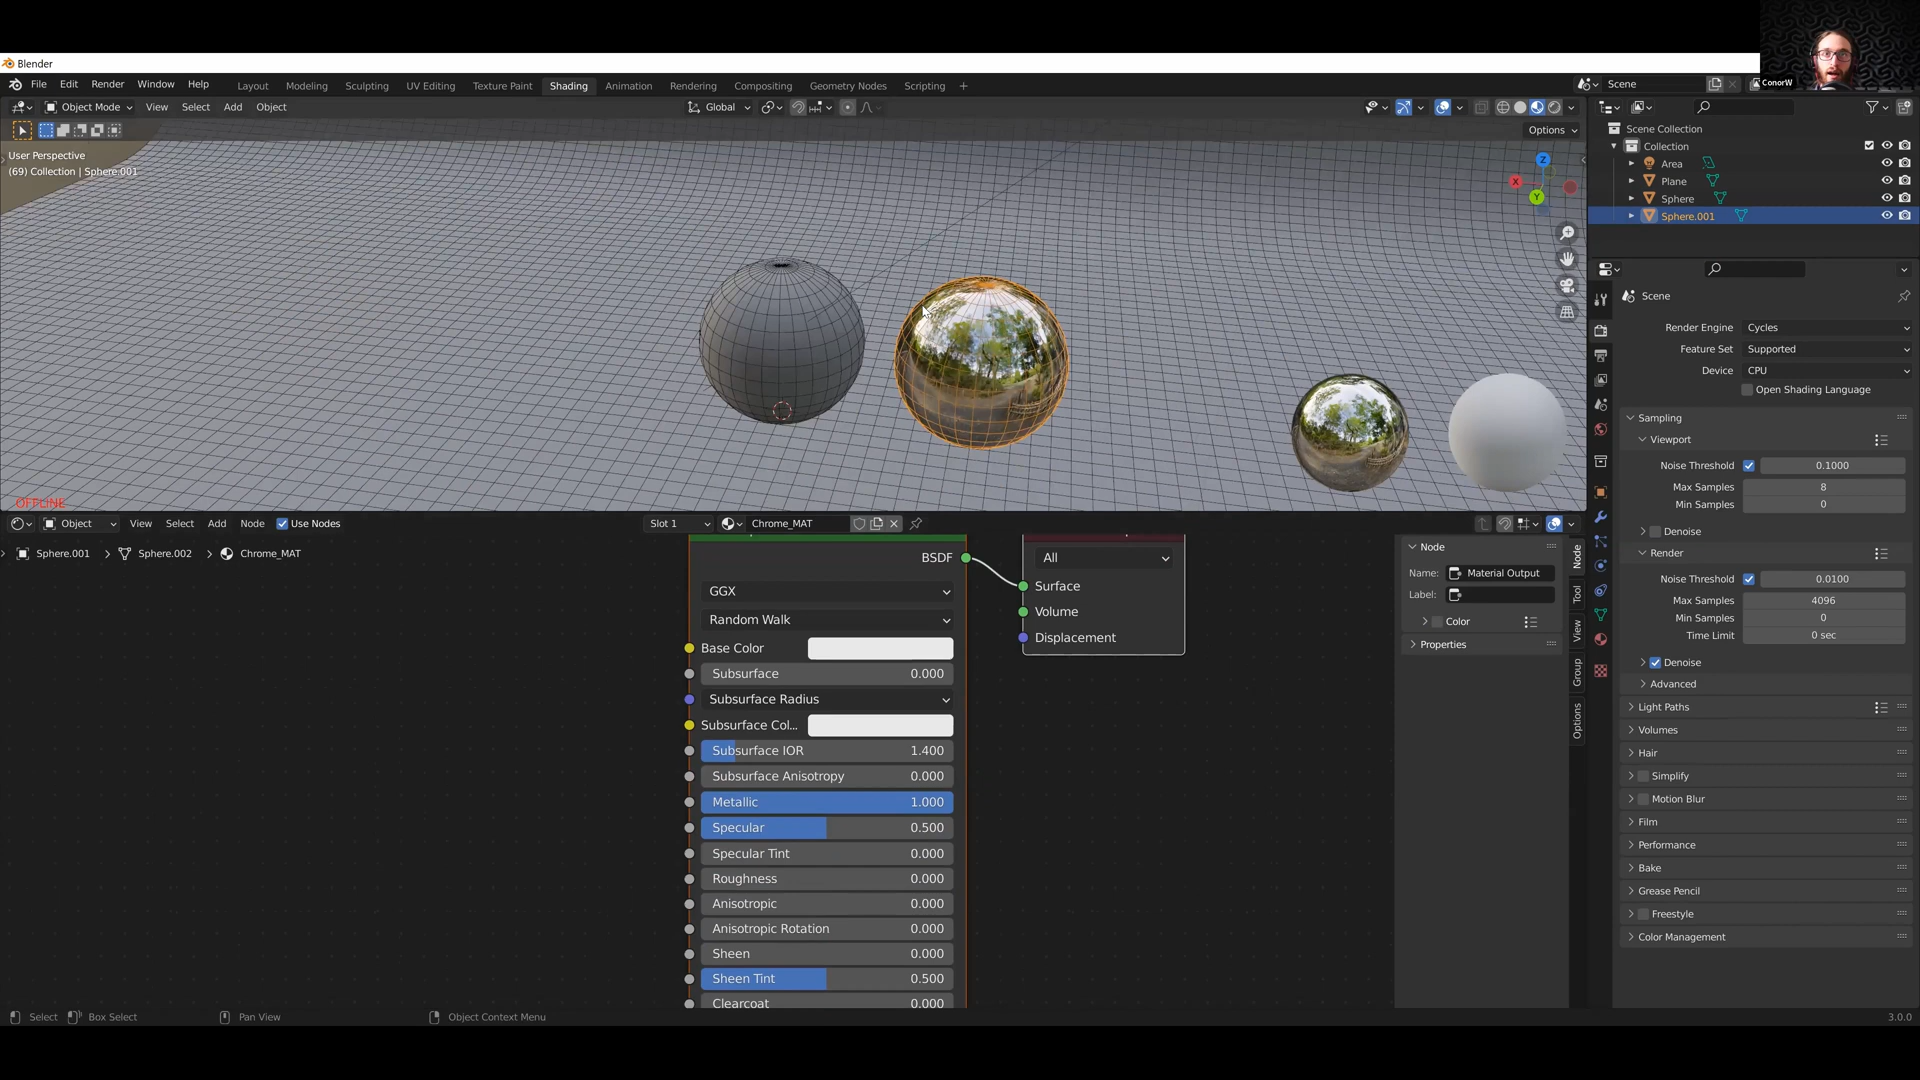 Blender
ConorW
File Edit Render Window Help
Layout Modeling Sculpting UV Editing Texture Paint Shading Animation Rendering Compositing Geometry Nodes Scripting +
Scene
Object Mode View Select Add Object
Global
Options
User Perspective
(69) Collection | Sphere.001
Z
X
Y
OFFLINE
Scene Collection
Collection
Area
Plane
Sphere
Sphere.001
Scene
Render Engine Cycles
Feature Set Supported
Device CPU
Open Shading Language
Sampling
Viewport
Noise Threshold 0.1000
Max Samples 8
Min Samples 0
Denoise
Render
Noise Threshold 0.0100
Max Samples 4096
Min Samples 0
Time Limit 0 sec
Denoise
Advanced
Light Paths
Volumes
Hair
Simplify
Motion Blur
Film
Performance
Bake
Grease Pencil
Freestyle
Color Management
Object View Select Add Node Use Nodes
Slot 1 Chrome_MAT
Sphere.001 > Sphere.002 > Chrome_MAT
BSDF
GGX
Random Walk
Base Color
Subsurface 0.000
Subsurface Radius
Subsurface Col...
Subsurface IOR 1.400
Subsurface Anisotropy 0.000
Metallic 1.000
Specular 0.500
Specular Tint 0.000
Roughness 0.000
Anisotropic 0.000
Anisotropic Rotation 0.000
Sheen 0.000
Sheen Tint 0.500
Clearcoat 0.000
All
Surface
Volume
Displacement
Node
Name: Material Output
Label:
Color
Properties
Node
Tool
View
Group
Options
Select Box Select Pan View Object Context Menu
3.0.0